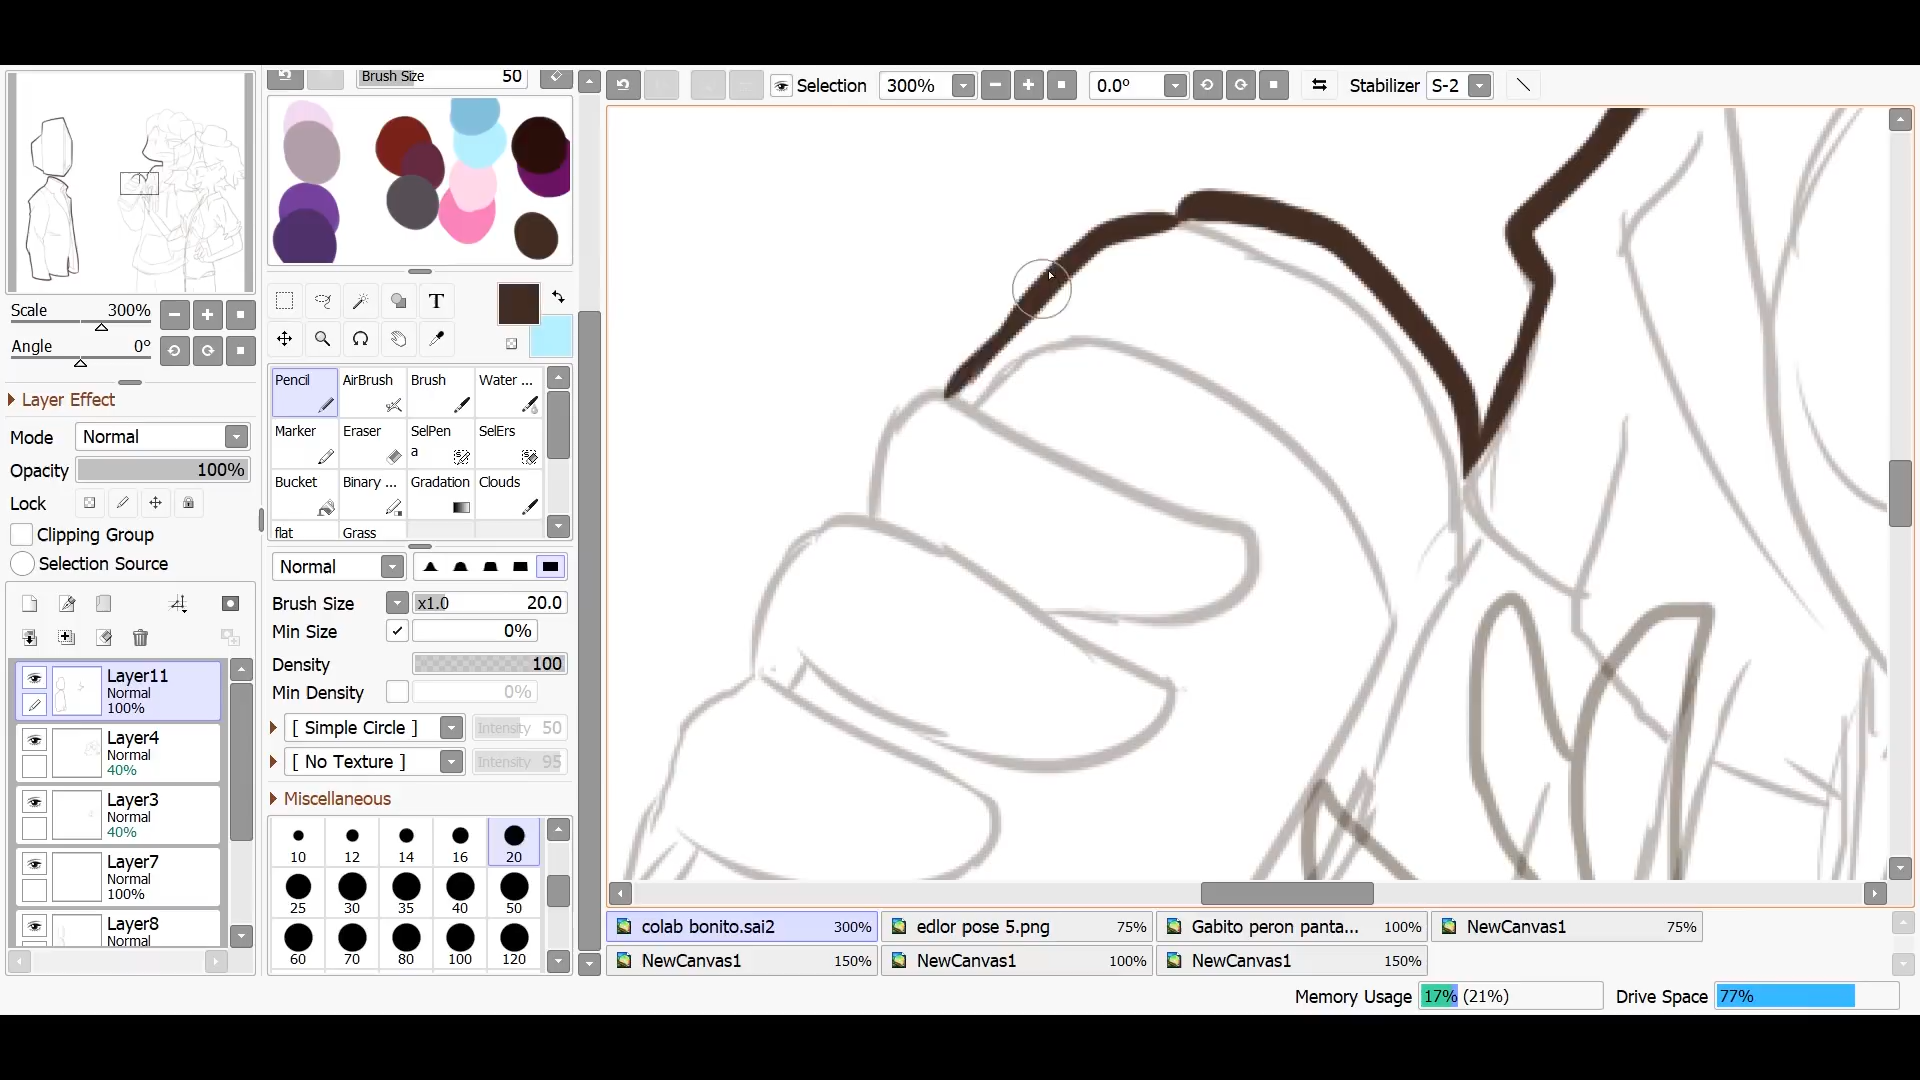 Brush Size 50
Selection 300% 0.0° Stabilizer S-2
Scale 300%
Angle 0°
Layer Effect
Mode Normal
Opacity 100%
Lock
Clipping Group
Selection Source
Layer11
Normal
100%
Layer4
Normal
40%
Layer3
Normal
40%
Layer7
Normal
100%
Layer8
Normal
T
Pencil AirBrush Brush Water ...
Marker Eraser SelPen a SelErs
Bucket Binary ... Gradation Clouds
flat Grass
Normal
Brush Size x1.0 20.0
Min Size 0%
Density 100
Min Density 0%
[ Simple Circle ] Intensity 50
[ No Texture ] Intensity 95
Miscellaneous
10 12 14 16 20
25 30 35 40 50
60 70 80 100 120
colab bonito.sai2 300% edlor pose 5.png 75% Gabito peron panta... 100% NewCanvas1 75%
NewCanvas1 150% NewCanvas1 100% NewCanvas1 150%
Memory Usage 17% (21%) Drive Space 77%